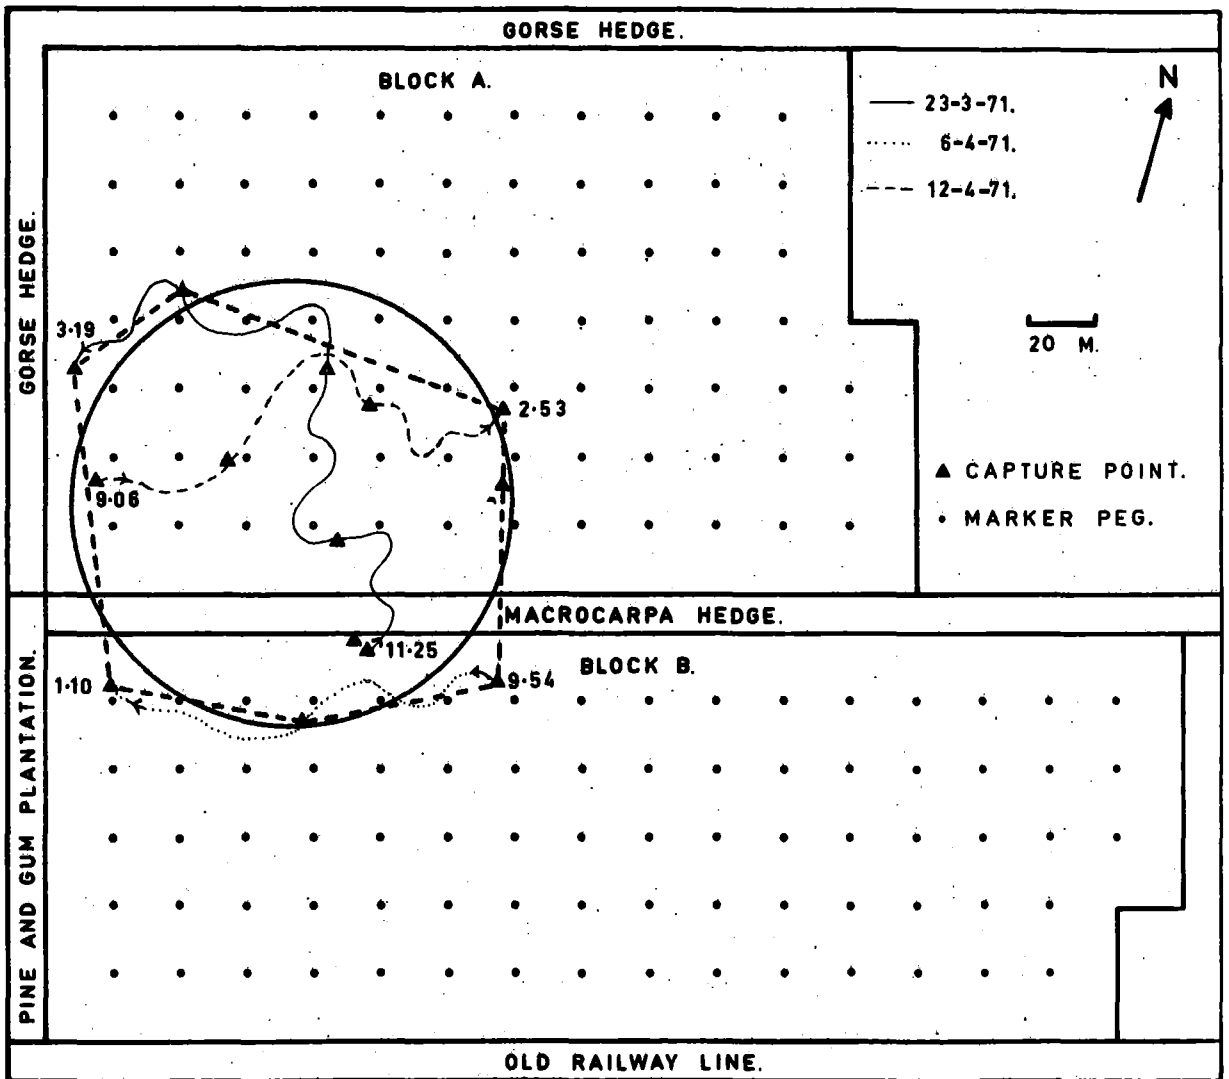 GORSE HEDGE.
BLOCK A.
N
23-3-71.
6-4-71.
12-4-71.
GORSE HEDGE.
3·19
20 M.
2·53
CAPTURE POINT.
9·06
MARKER PEG.
MACROCARPA HEDGE.
11·25
BLOCK B.
1·10
9·54
PINE AND GUM PLANTATION.
OLD RAILWAY LINE.